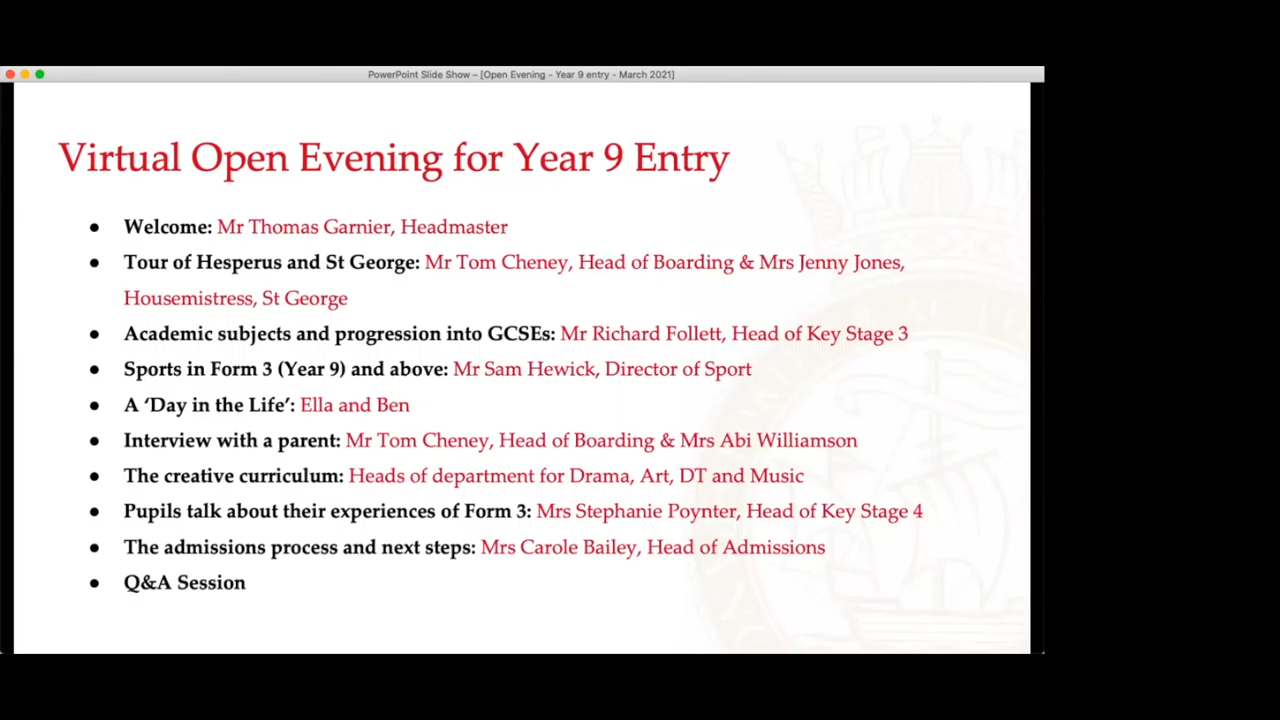 PowerPoint Slide Show – [Open Evening - Year 9 entry - March 2021]
Virtual Open Evening for Year 9 Entry
● Welcome: Mr Thomas Garnier, Headmaster
● Tour of Hesperus and St George: Mr Tom Cheney, Head of Boarding & Mrs Jenny Jones,
Housemistress, St George
● Academic subjects and progression into GCSEs: Mr Richard Follett, Head of Key Stage 3
● Sports in Form 3 (Year 9) and above: Mr Sam Hewick, Director of Sport
● A ‘Day in the Life’: Ella and Ben
● Interview with a parent: Mr Tom Cheney, Head of Boarding & Mrs Abi Williamson
● The creative curriculum: Heads of department for Drama, Art, DT and Music
● Pupils talk about their experiences of Form 3: Mrs Stephanie Poynter, Head of Key Stage 4
● The admissions process and next steps: Mrs Carole Bailey, Head of Admissions
● Q&A Session